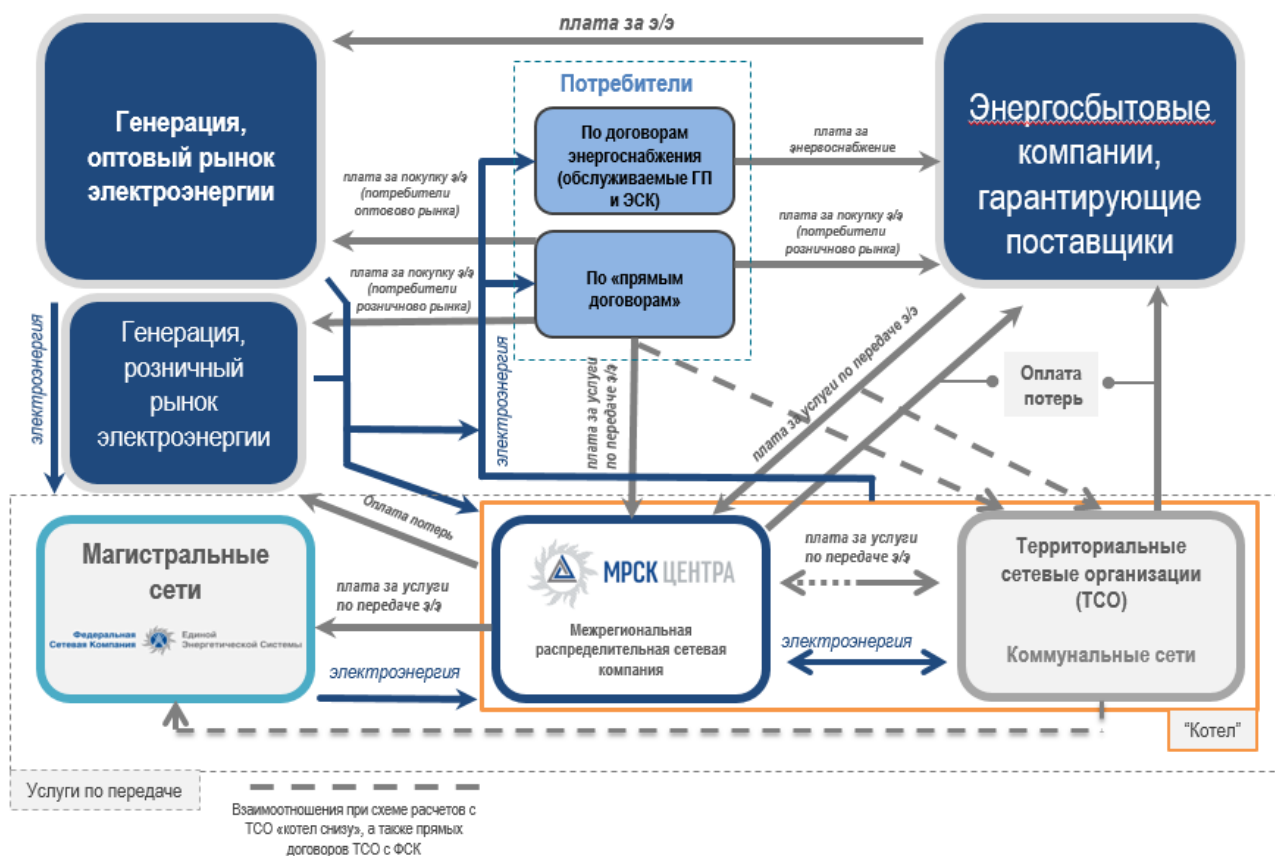 плата за э/э
Генерация,
оптовый рынок
электроэнергии
Потребители
По договорам
энергоснабжения
(обслуживаемые ГП
и ЭСК)
плата за
энервоснабжение
Энергосбытовые
компании,
гарантирующие
поставщики
плата за покупку э/э
(потребители
оптовово рынка)
По «прямым
договорам»
плата за покупку э/э
(потребители
розничново рынка)
плата за покупку э/э
(потребители
розничново рынка)
электроэнергия
Генерация,
розничный
рынок
электроэнергии
электроэнергия
плата за услуги
по передаче э/э
плата за услуги по передаче э/э
Оплата
потерь
Оплата потерь
Магистральные
сети
Федеральная
Сетевая Компания
Единой
Энергетической Системы
плата за услуги
по передаче э/э
электроэнергия
МРСК ЦЕНТРА
Межрегиональная
распределительная сетевая
компания
плата за услуги
по передаче э/э
электроэнергия
Территориальные
сетевые организации
(ТСО)
Коммунальные сети
"Котел"
Услуги по передаче
Взаимоотношения при схеме расчетов с
ТСО «котел снизу», а также прямых
договоров ТСО с ФСК